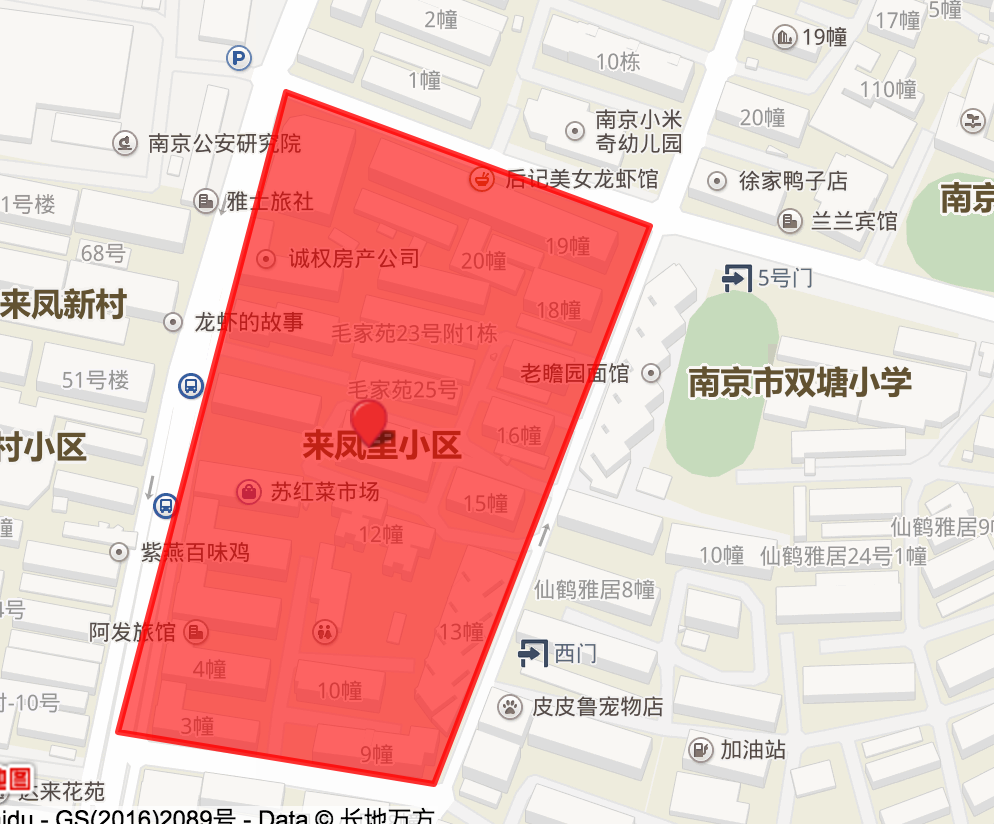 2幢
17幢
5幢
19幢
10栋
1幢
110幢
20幢
南京小米
奇幼儿园
南京公安研究院
后记美女龙虾馆
徐家鸭子店
1号楼
雅士旅社
兰兰宾馆
68号
诚权房产公司
20幢
19幢
5号门
来凤新村
龙虾的故事
18幢
毛家苑23号附1栋
51号楼
毛家苑25号
老瞻园面馆
南京市双塘小学
村小区
来凤里小区
16幢
苏红菜市场
15幢
12幢
紫燕百味鸡
10幢
仙鹤雅居24号1幢
仙鹤雅居8幢
阿发旅馆
13幢
西门
4幢
10幢
-10号
皮皮鲁宠物店
3幢
9幢
加油站
达来花苑
idu - GS(2016)2089号 - Data © 长地万方